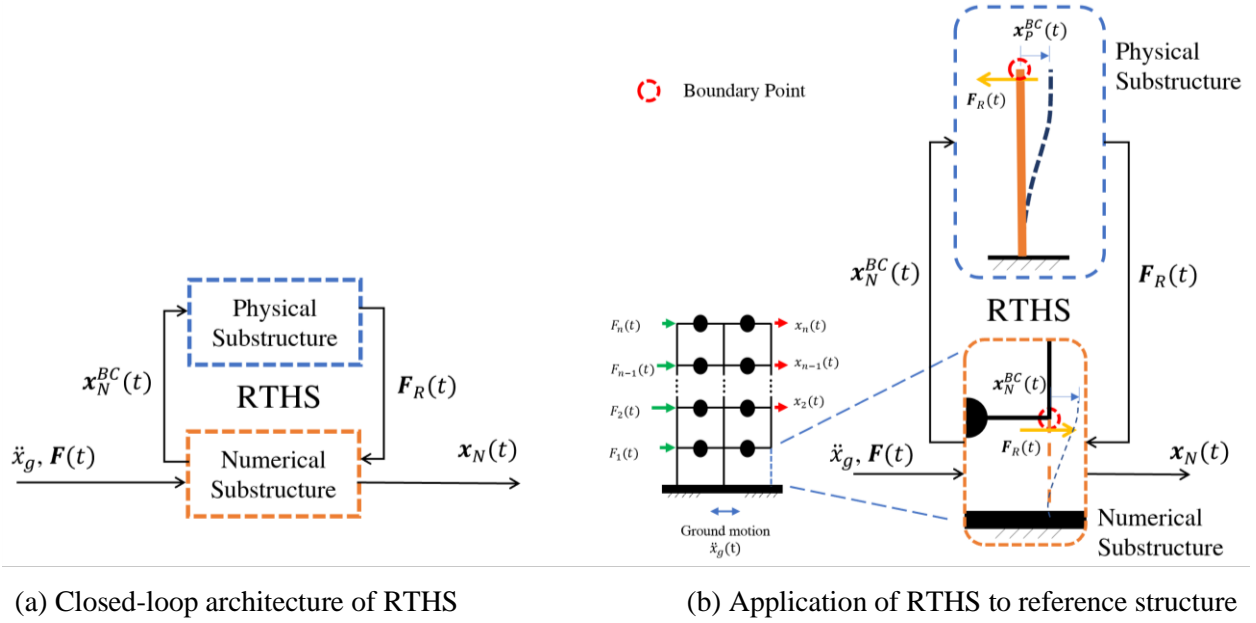 Physical
Substructure
𝒙_N^{BC}(t)
RTHS
𝑭_R(t)
ẍ_g, 𝑭(t)
Numerical
Substructure
𝒙_N(t)
(a) Closed-loop architecture of RTHS
Boundary Point
𝒙_P^{BC}(t)
𝑭_R(t)
Physical
Substructure
𝒙_N^{BC}(t)
𝑭_R(t)
RTHS
F_n(t)
x_n(t)
F_{n−1}(t)
x_{n−1}(t)
F_2(t)
x_2(t)
F_1(t)
Ground motion
ẍ_g(t)
𝒙_N^{BC}(t)
𝑭_R(t)
ẍ_g, 𝑭(t)
𝒙_N(t)
Numerical
Substructure
(b) Application of RTHS to reference structure